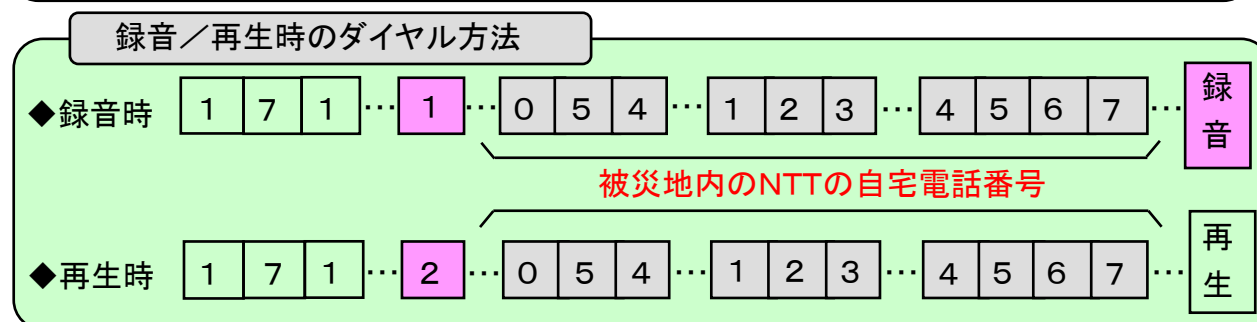 録音／再生時のダイヤル方法
◆録音時 1 7 1 … 1 … 0 5 4 … 1 2 3 … 4 5 6 7 … 録音
被災地内のNTTの自宅電話番号
◆再生時 1 7 1 … 2 … 0 5 4 … 1 2 3 … 4 5 6 7 … 再生